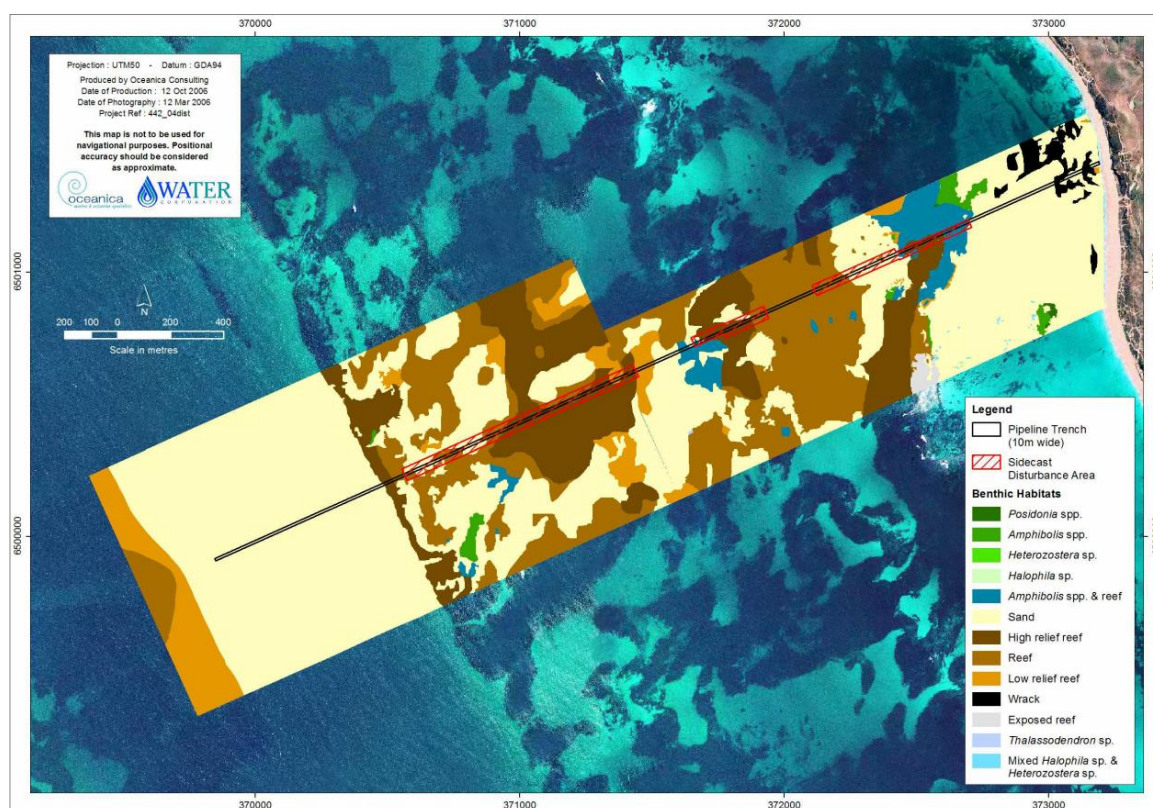 370000 371000 372000 373000
Projection : UTM50 - Datum : GDA94
Produced by Oceanica Consulting
Date of Production : 12 Oct 2006
Date of Photography : 12 Mar 2006
Project Ref : 442_04dist
This map is not to be used for
navigational purposes. Positional
accuracy should be considered
as approximate.
oceanica
WATER
CORPORATION
N
200 100 0 200 400
Scale in metres
6500000
Legend
Pipeline Trench
(10m wide)
Sidecast
Disturbance Area
Benthic Habitats
Posidonia spp.
Amphibolis spp.
Heterozostera sp.
Halophila sp.
Amphibolis spp. & reef
Sand
High relief reef
Reef
Low relief reef
Wrack
Exposed reef
Thalassodendron sp.
Mixed Halophila sp. &
Heterozostera sp.
370000 371000 372000 373000